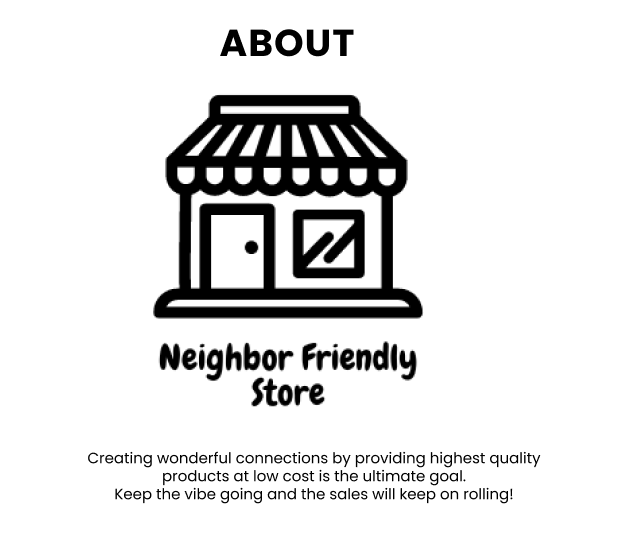 ABOUT
Neighbor Friendly
Store
Creating wonderful connections by providing highest quality
products at low cost is the ultimate goal.
Keep the vibe going and the sales will keep on rolling!